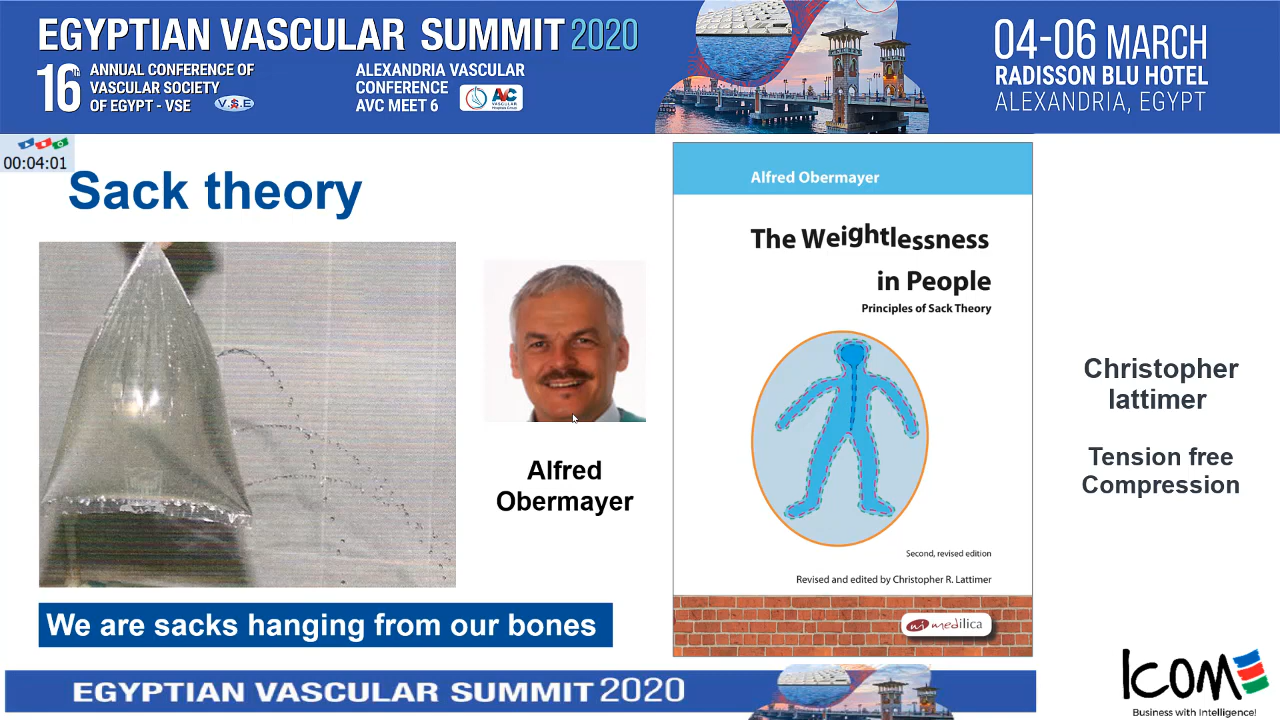 EGYPTIAN VASCULAR SUMMIT 2020
16th ANNUAL CONFERENCE OF
VASCULAR SOCIETY
OF EGYPT - VSE
VSE
ALEXANDRIA VASCULAR
CONFERENCE
AVC MEET 6
AVC
04-06 MARCH
RADISSON BLU HOTEL
ALEXANDRIA, EGYPT
00:04:01
Sack theory
Alfred
Obermayer
We are sacks hanging from our bones
Alfred Obermayer
The Weightlessness
in People
Principles of Sack Theory
Second, revised edition
Revised and edited by Christopher R. Lattimer
medilica
Christopher
lattimer
Tension free
Compression
EGYPTIAN VASCULAR SUMMIT 2020
ICOM
Business with Intelligence!